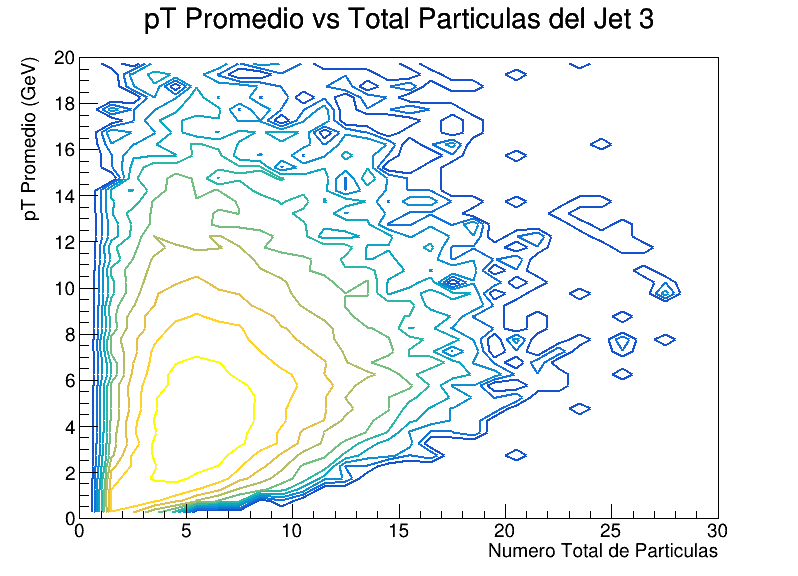 pT Promedio vs Total Particulas del Jet 3
pT Promedio (GeV)
20
18
16
14
12
10
8
6
4
2
0
0 5 10 15 20 25 30
Numero Total de Particulas